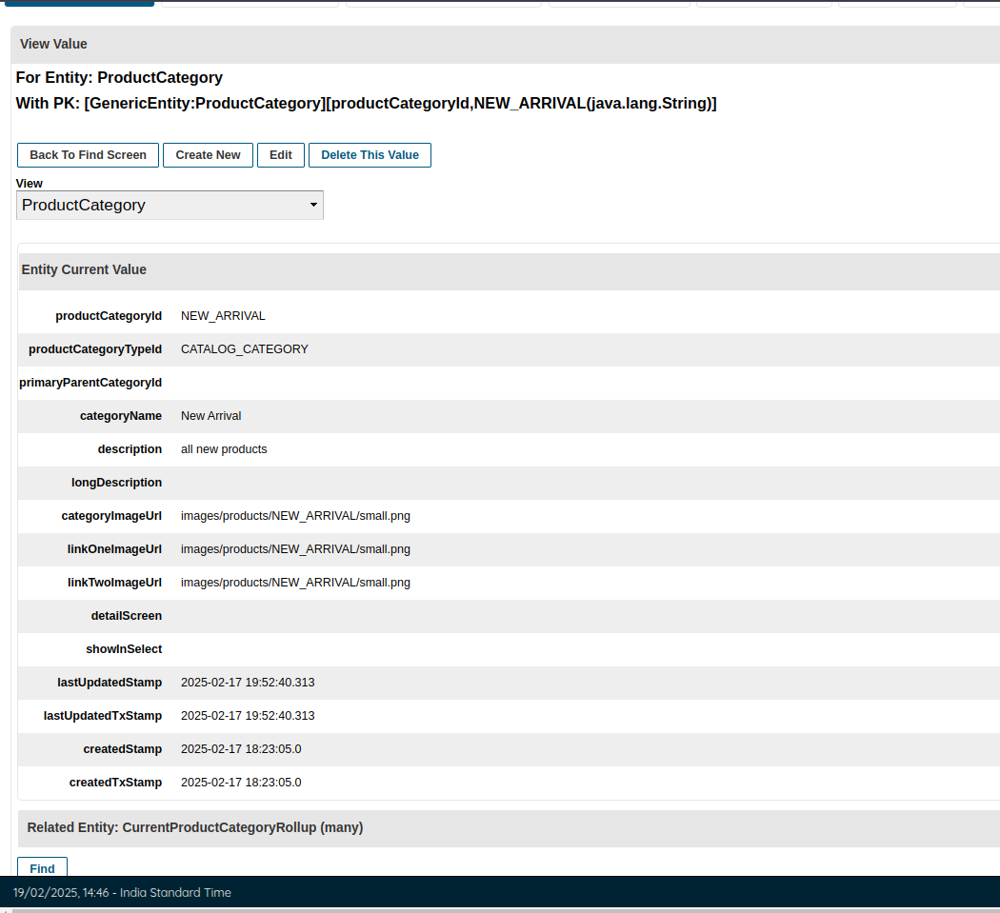 View Value
For Entity: ProductCategory
With PK: [GenericEntity:ProductCategory][productCategoryId,NEW_ARRIVAL(java.lang.String)]
Back To Find Screen Create New Edit Delete This Value
View
ProductCategory
Entity Current Value
productCategoryId NEW_ARRIVAL
productCategoryTypeId CATALOG_CATEGORY
primaryParentCategoryId
categoryName New Arrival
description all new products
longDescription
categoryImageUrl images/products/NEW_ARRIVAL/small.png
linkOneImageUrl images/products/NEW_ARRIVAL/small.png
linkTwoImageUrl images/products/NEW_ARRIVAL/small.png
detailScreen
showInSelect
lastUpdatedStamp 2025-02-17 19:52:40.313
lastUpdatedTxStamp 2025-02-17 19:52:40.313
createdStamp 2025-02-17 18:23:05.0
createdTxStamp 2025-02-17 18:23:05.0
Related Entity: CurrentProductCategoryRollup (many)
Find
19/02/2025, 14:46 - India Standard Time